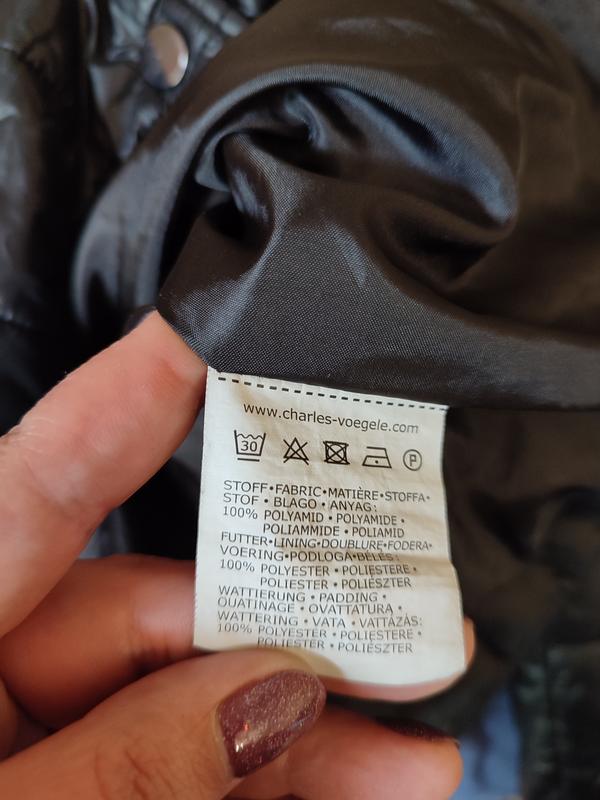 www.charles-voegele.com
30 P
STOFF•FABRIC•MATIÈRE•STOFFA•
STOF • BLAGO • ANYAG:
100% POLYAMID • POLYAMIDE •
POLIAMMIDE • POLIAMID
FUTTER•LINING•DOUBLURE•FODERA•
VOERING•PODLOGA•BÉLÉS:
100% POLYESTER • POLIESTERE •
POLIESTER • POLIÉSZTER
WATTIERUNG • PADDING •
OUATINAGE • OVATTATURA •
WATTERING • VATA • VATTÁZÁS:
100% POLYESTER • POLIESTERE •
POLIESTER • POLIÉSZTER